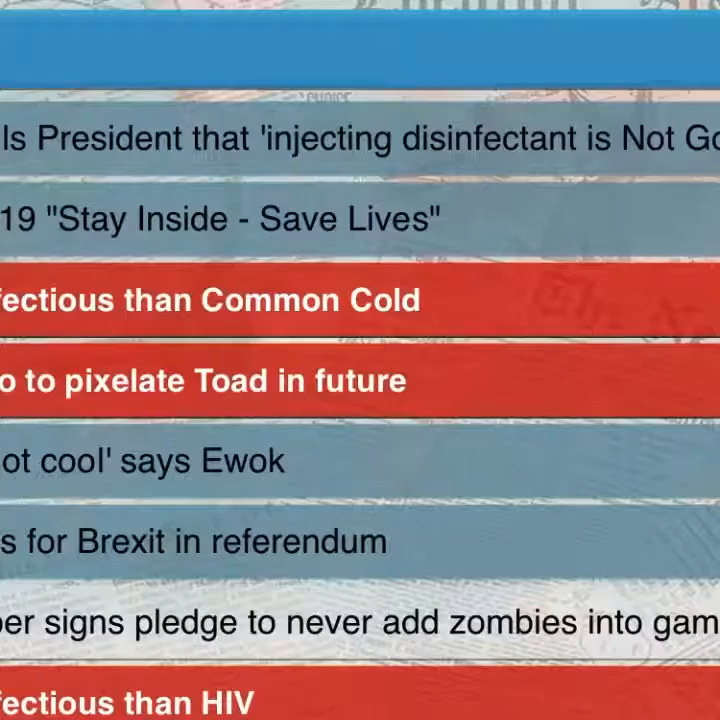 ls President that 'injecting disinfectant is Not Go
19 "Stay Inside - Save Lives"
fectious than Common Cold
o to pixelate Toad in future
ot cool' says Ewok
s for Brexit in referendum
er signs pledge to never add zombies into gam
fectious than HIV